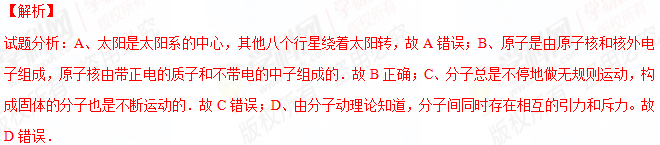 【解析】
试题分析：A、太阳是太阳系的中心，其他八个行星绕着太阳转，故 A 错误；B、原子是由原子核和核外电
子组成，原子核由带正电的质子和不带电的中子组成的．故 B 正确；C、分子总是不停地做无规则运动，构
成固体的分子也是不断运动的．故 C 错误；D、由分子动理论知道，分子间同时存在相互的引力和斥力。故
D 错误．